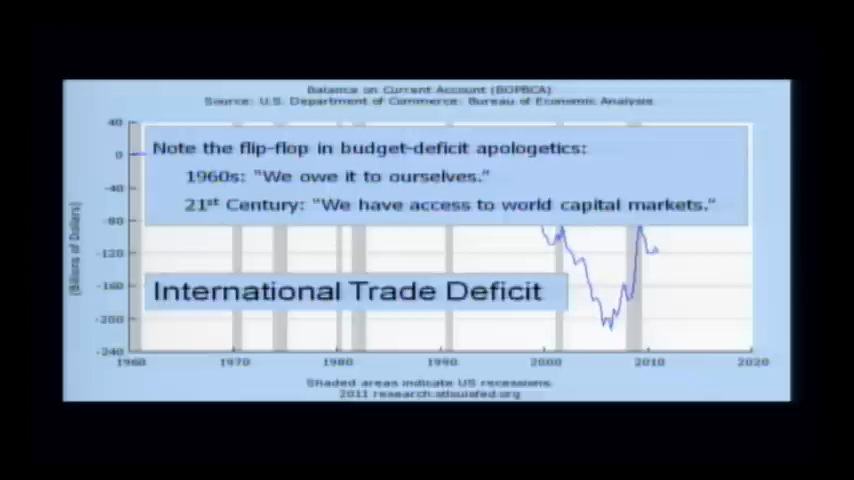 Balance on Current Account (BOPBCA)
Source: U.S. Department of Commerce: Bureau of Economic Analysis
40
Note the flip-flop in budget-deficit apologetics:
0
1960s: "We owe it to ourselves."
-40
21st Century: "We have access to world capital markets."
-80
(Billions of Dollars)
-120
-160
International Trade Deficit
-200
-240
1960 1970 1980 1990 2000 2010 2020
Shaded areas indicate US recessions.
2011 research.stlouisfed.org